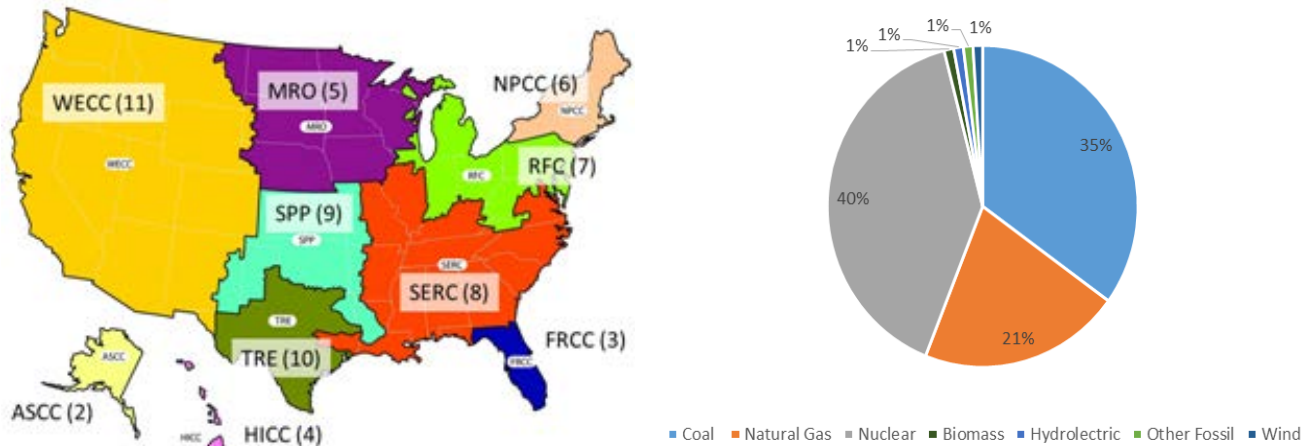 WECC (11)
WECC
MRO (5)
MRO
NPCC (6)
NPCC
RFC (7)
RFC
SPP (9)
SPP
SERC
SERC (8)
TRE
TRE (10)
FRCC (3)
FRCC
ASCC
ASCC (2)
HICC
HICC (4)
1%
1%
1%
1%
35%
40%
21%
Coal Natural Gas Nuclear Biomass Hydrolectric Other Fossil Wind